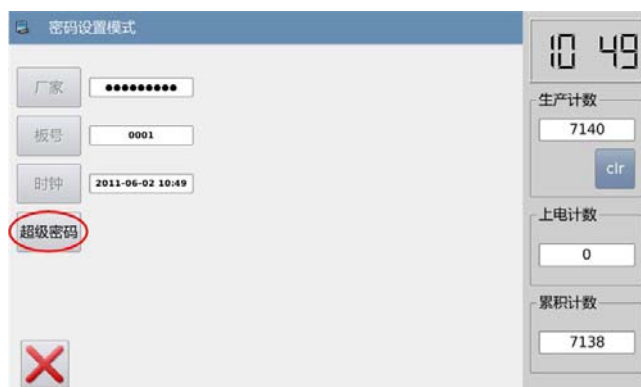 密码设置模式
厂家 ●●●●●●●●●
板号 0001
时钟 2011-06-02 10:49
超级密码
10 49
生产计数
7140
clr
上电计数
0
累积计数
7138